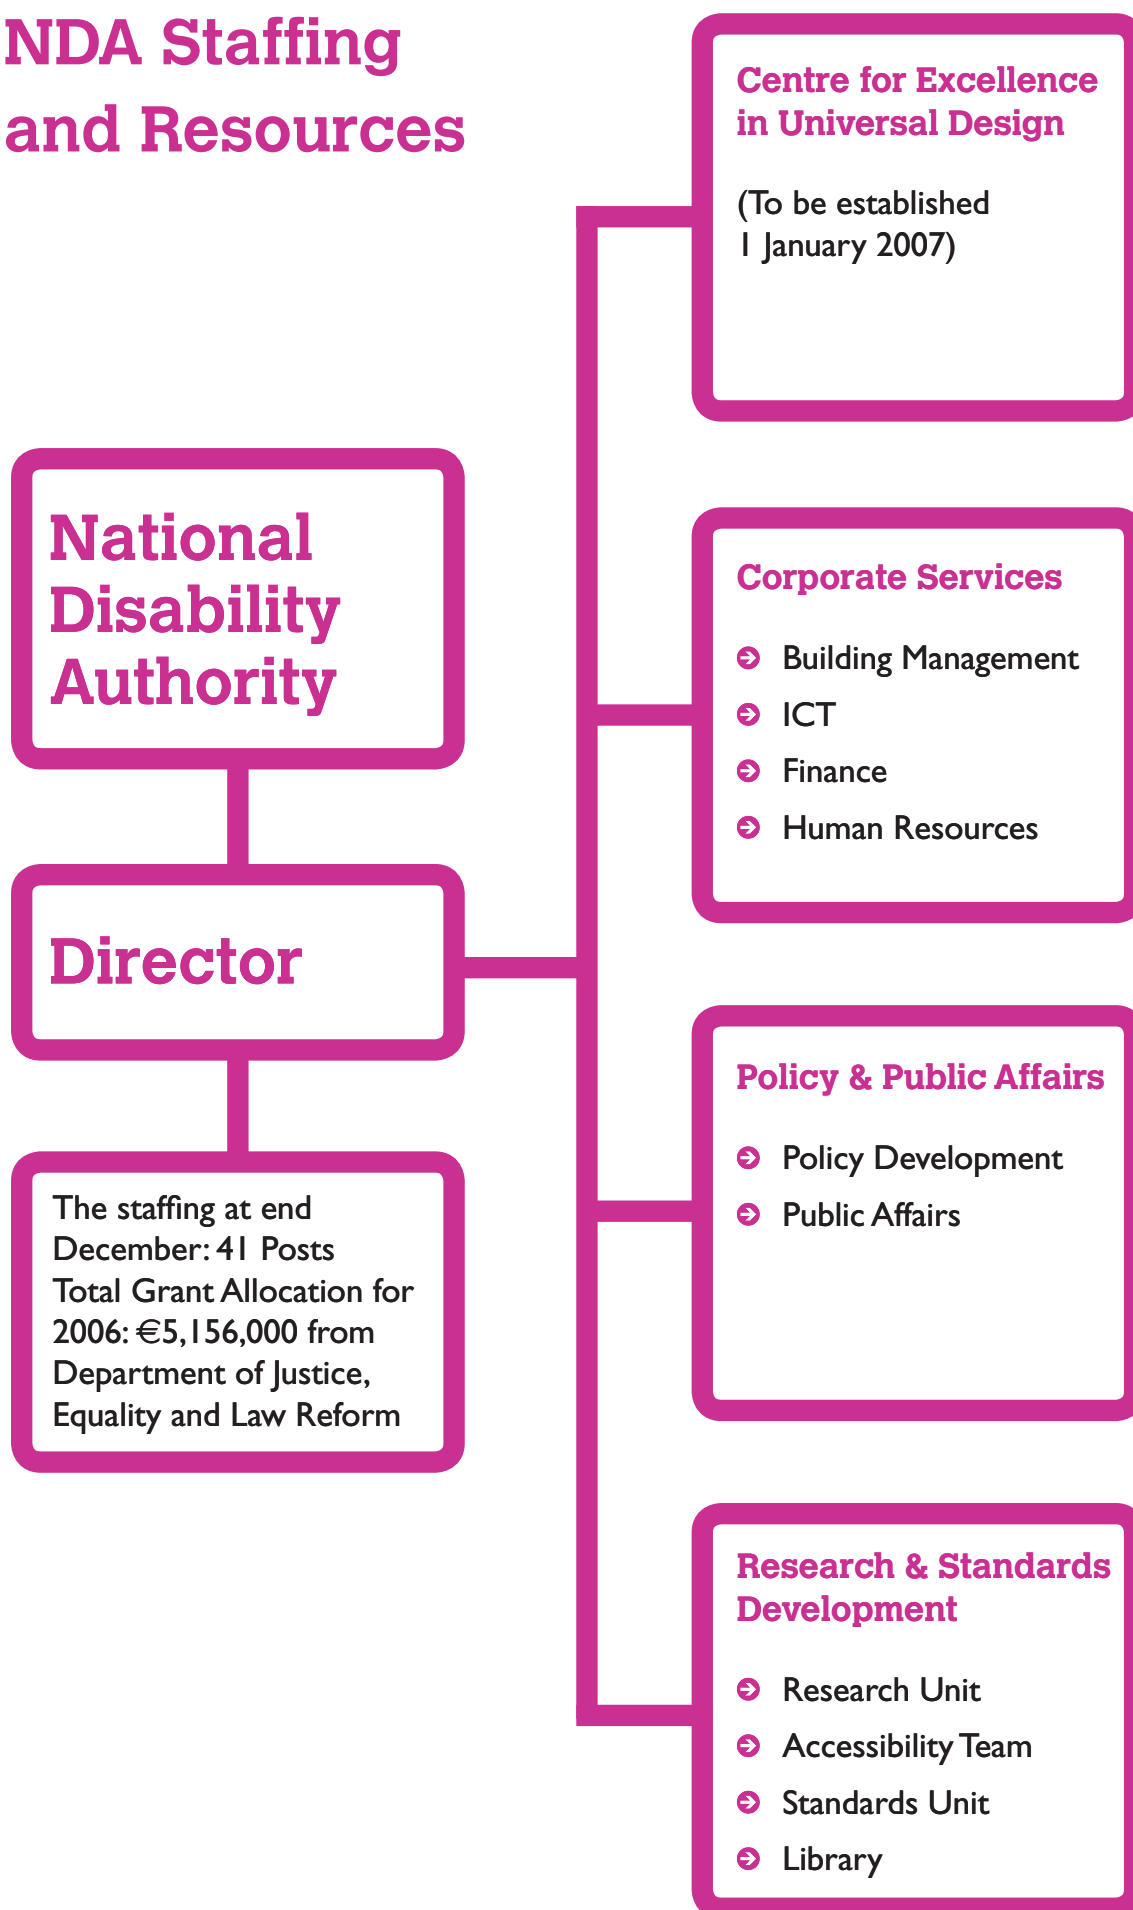 NDA Staffing
and Resources
National
Disability
Authority
Director
The staffing at end
December: 41 Posts
Total Grant Allocation for
2006: €5,156,000 from
Department of Justice,
Equality and Law Reform
Centre for Excellence
in Universal Design
(To be established
1 January 2007)
Corporate Services
Building Management
ICT
Finance
Human Resources
Policy & Public Affairs
Policy Development
Public Affairs
Research & Standards
Development
Research Unit
Accessibility Team
Standards Unit
Library